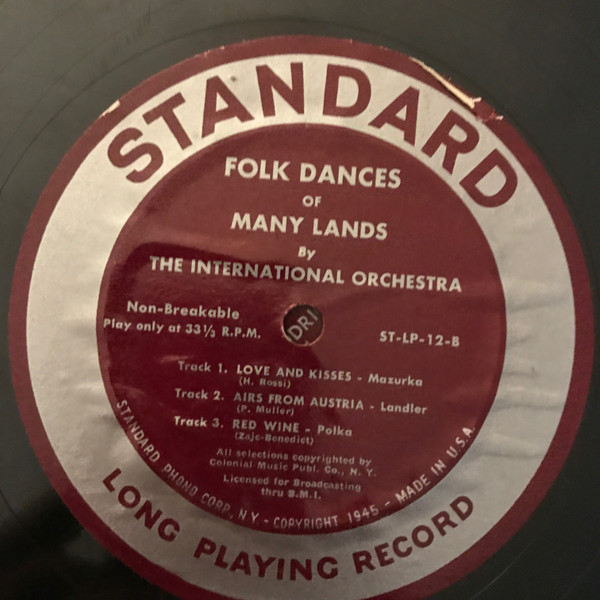 STANDARD
FOLK DANCES
OF
MANY LANDS
By
THE INTERNATIONAL ORCHESTRA
Non-Breakable
Play only at 33⅓ R.P.M.
ST-LP-12-B
DRI
Track 1. LOVE AND KISSES - Mazurka
(H. Rossi)
Track 2. AIRS FROM AUSTRIA - Landler
(P. Muller)
Track 3. RED WINE - Polka
(Zajc-Benedict)
All selections copyrighted by
Colonial Music Publ. Co., N. Y.
Licensed for Broadcasting
thru B.M.I.
STANDARD PHONO CORP. N.Y - COPYRIGHT 1945 - MADE IN U.S.A.
LONG PLAYING RECORD